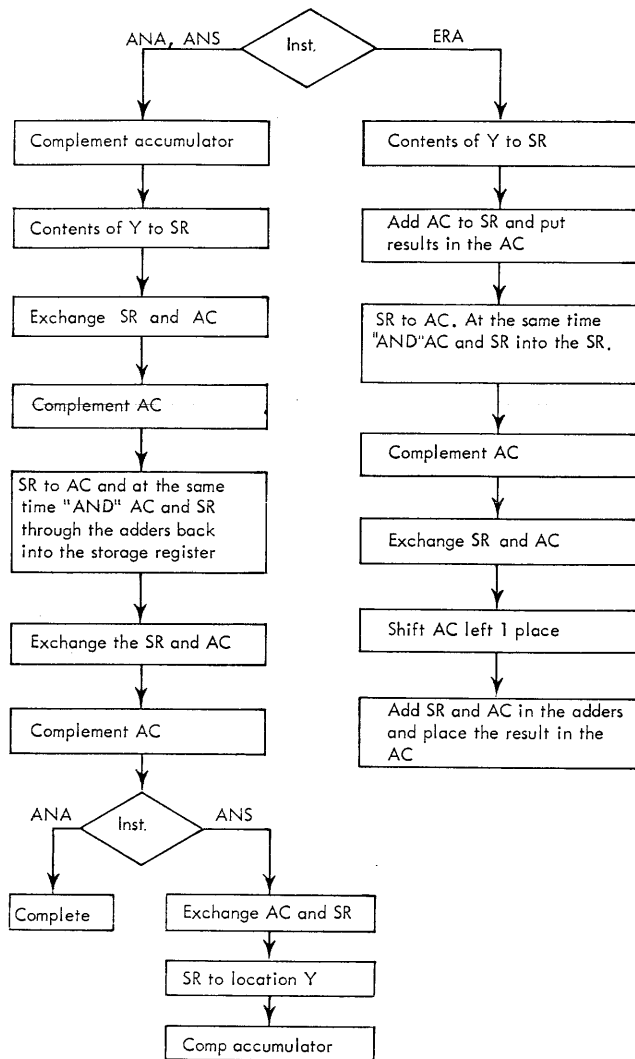 ANA, ANS
Inst.
ERA
Complement accumulator
Contents of Y to SR
Exchange SR and AC
Complement AC
SR to AC and at the same
time "AND" AC and SR
through the adders back
into the storage register
Exchange the SR and AC
Complement AC
ANA
Inst.
ANS
Complete
Exchange AC and SR
SR to location Y
Comp accumulator
Contents of Y to SR
Add AC to SR and put
results in the AC
SR to AC. At the same time
"AND"AC and SR into the SR.
Complement AC
Exchange SR and AC
Shift AC left 1 place
Add SR and AC in the adders
and place the result in the
AC